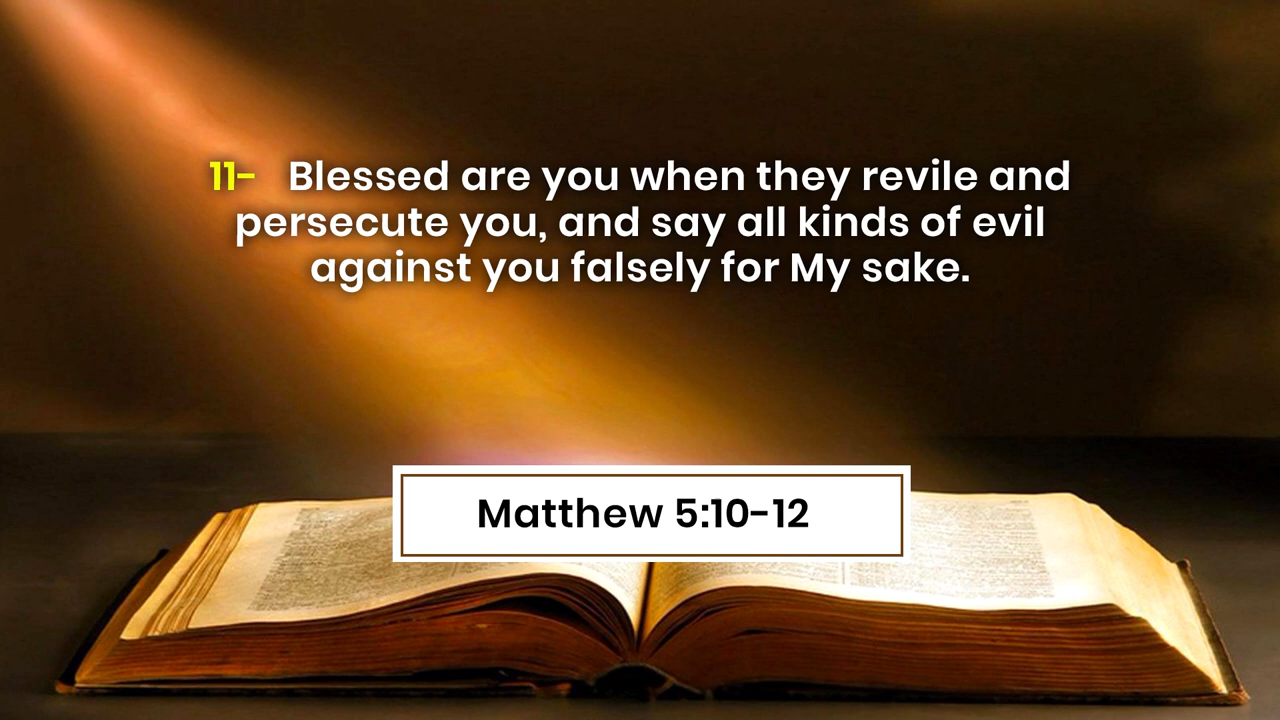 11- Blessed are you when they revile and
persecute you, and say all kinds of evil
against you falsely for My sake.
Matthew 5:10-12